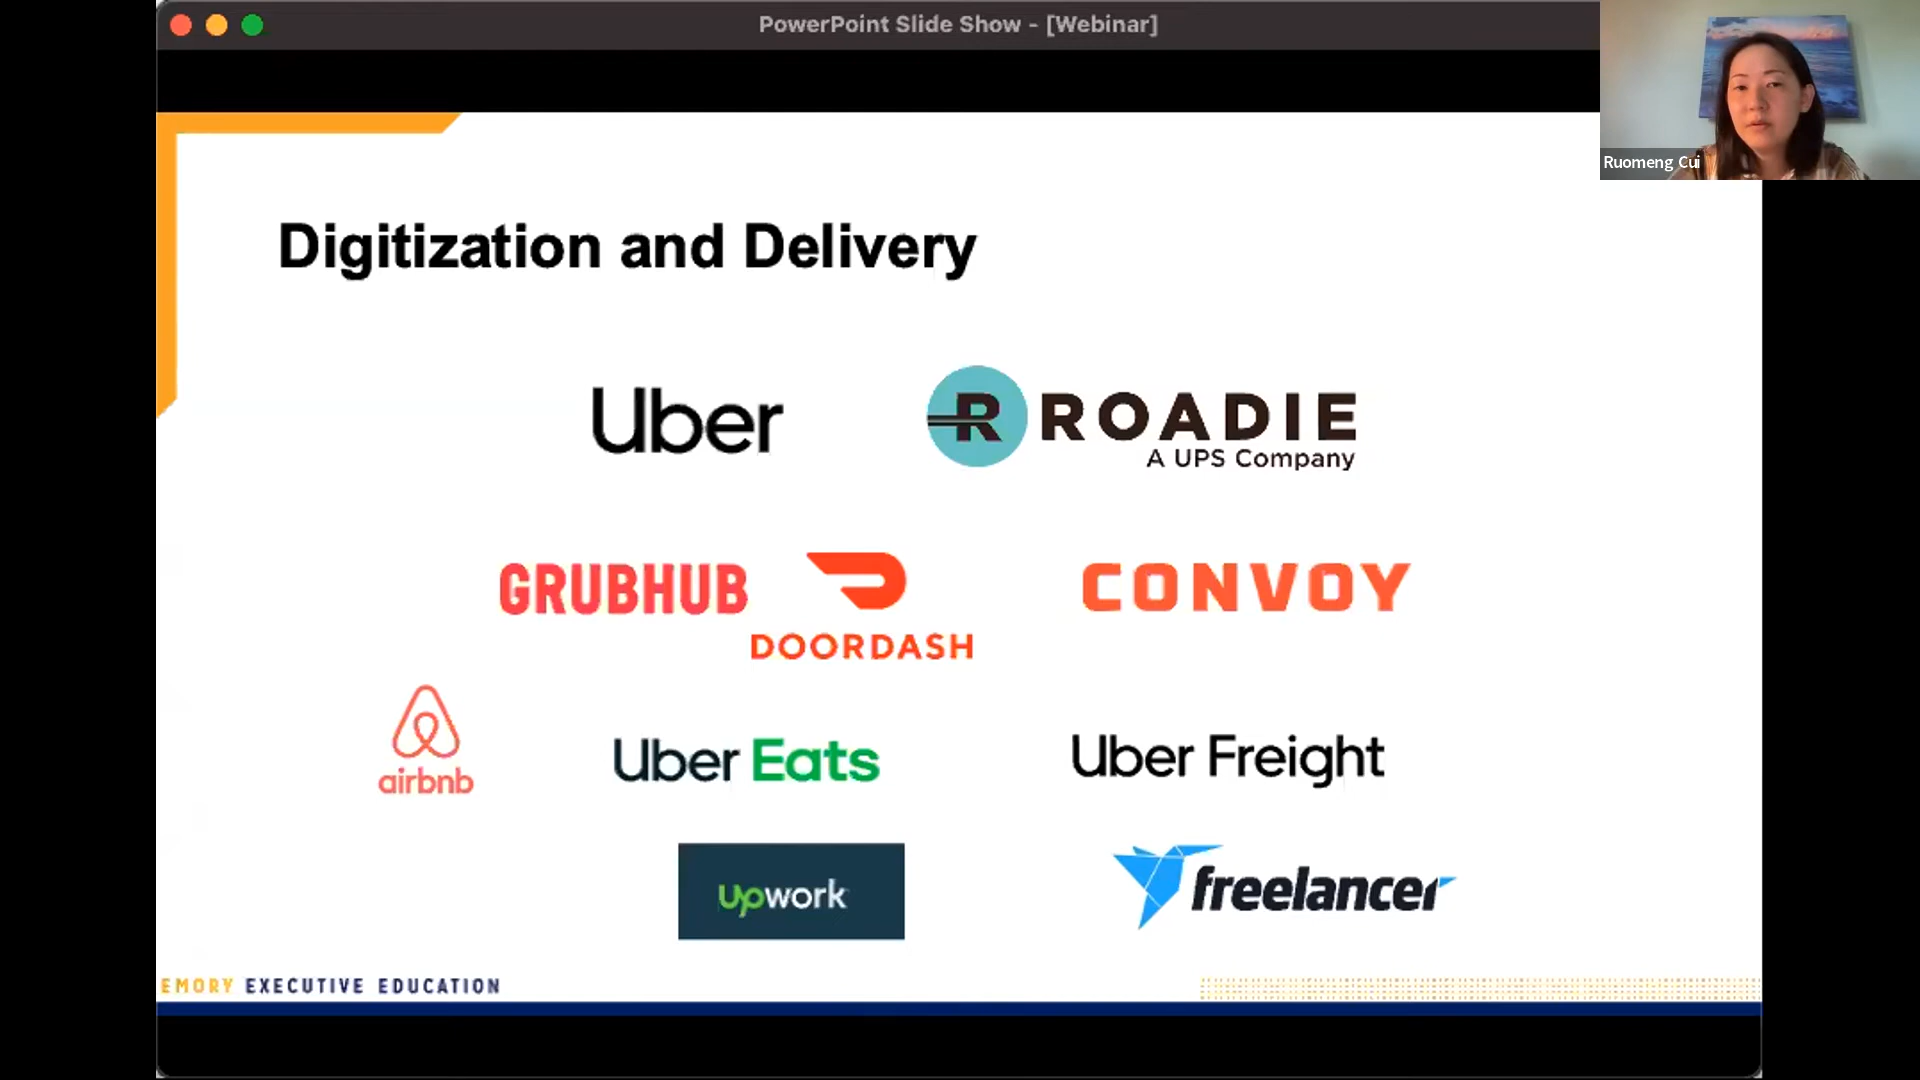 PowerPoint Slide Show - [Webinar]
Ruomeng Cui
Digitization and Delivery
Uber
R ROADIE
A UPS Company
GRUBHUB
DOORDASH
CONVOY
airbnb
Uber Eats
Uber Freight
upwork
freelancer
EMORY EXECUTIVE EDUCATION